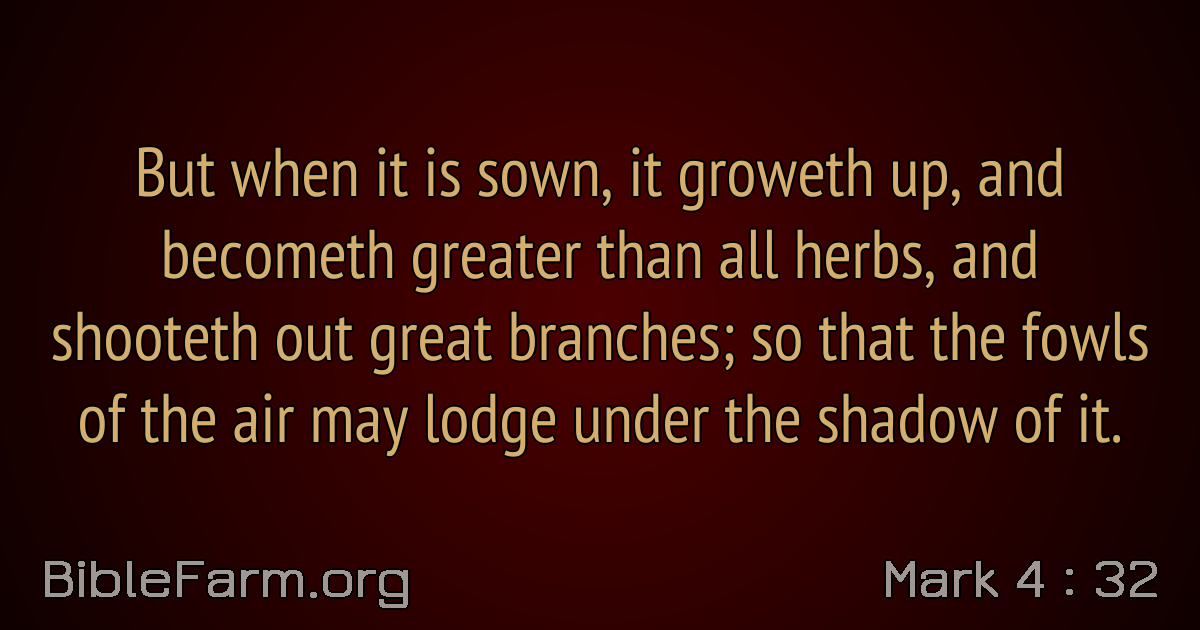 But when it is sown, it groweth up, and
becometh greater than all herbs, and
shooteth out great branches; so that the fowls
of the air may lodge under the shadow of it.
BibleFarm.org
Mark 4 : 32